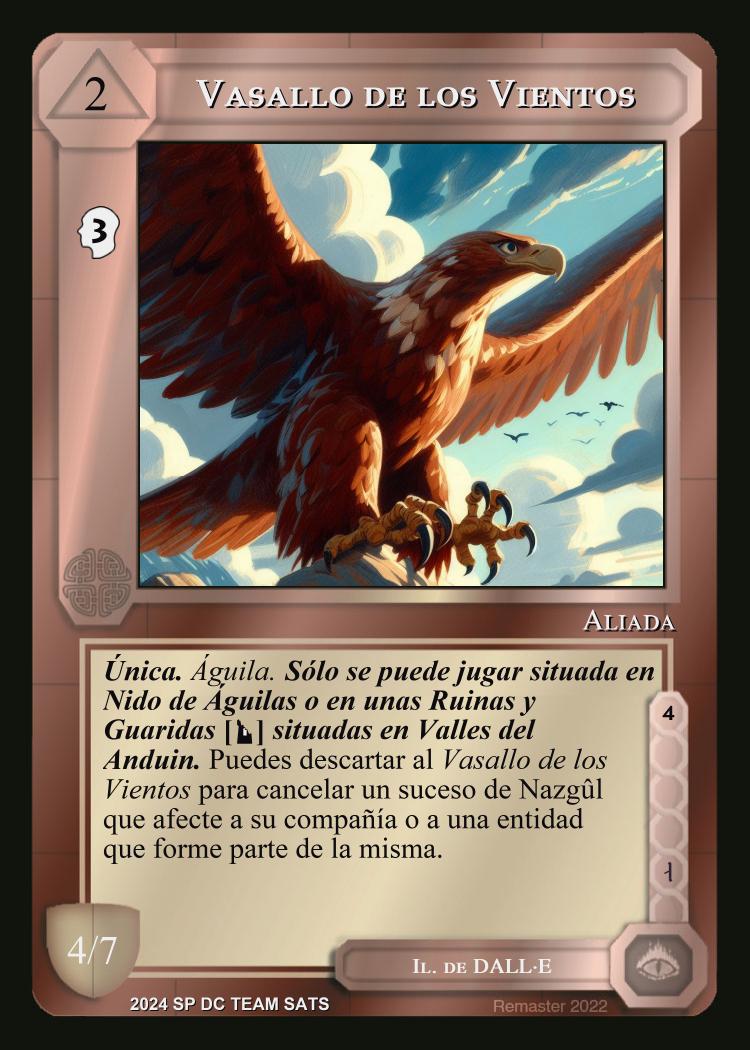 2
Vasallo de los Vientos
3
Aliada
Única. Águila. Sólo se puede jugar situada en
Nido de Águilas o en unas Ruinas y
Guaridas [] situadas en Valles del
Anduin. Puedes descartar al Vasallo de los
Vientos para cancelar un suceso de Nazgûl
que afecte a su compañía o a una entidad
que forme parte de la misma.
4
4/7
Il. de DALL·E
2024 SP DC TEAM SATS
Remaster 2022